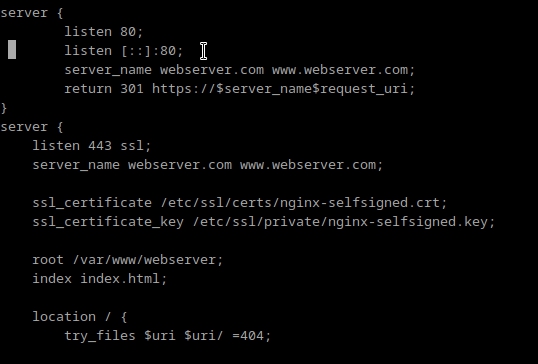 server {
listen 80;
listen [::]:80;
server_name webserver.com www.webserver.com;
return 301 https://$server_name$request_uri;
}
server {
listen 443 ssl;
server_name webserver.com www.webserver.com;
ssl_certificate /etc/ssl/certs/nginx-selfsigned.crt;
ssl_certificate_key /etc/ssl/private/nginx-selfsigned.key;
root /var/www/webserver;
index index.html;
location / {
try_files $uri $uri/ =404;